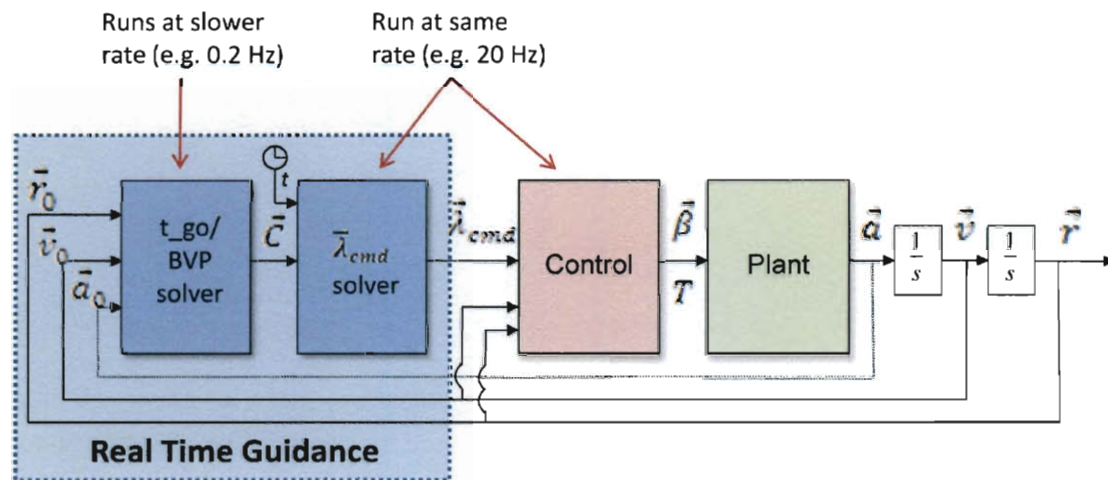 Runs at slower
rate (e.g. 0.2 Hz)
Run at same
rate (e.g. 20 Hz)
t
r⃗₀
v⃗₀
a⃗₀
t_go/
BVP
solver
C⃗
λ⃗cmd
solver
λ⃗cmd
Control
β⃗
T
Plant
a⃗
1/s
v⃗
1/s
r⃗
Real Time Guidance